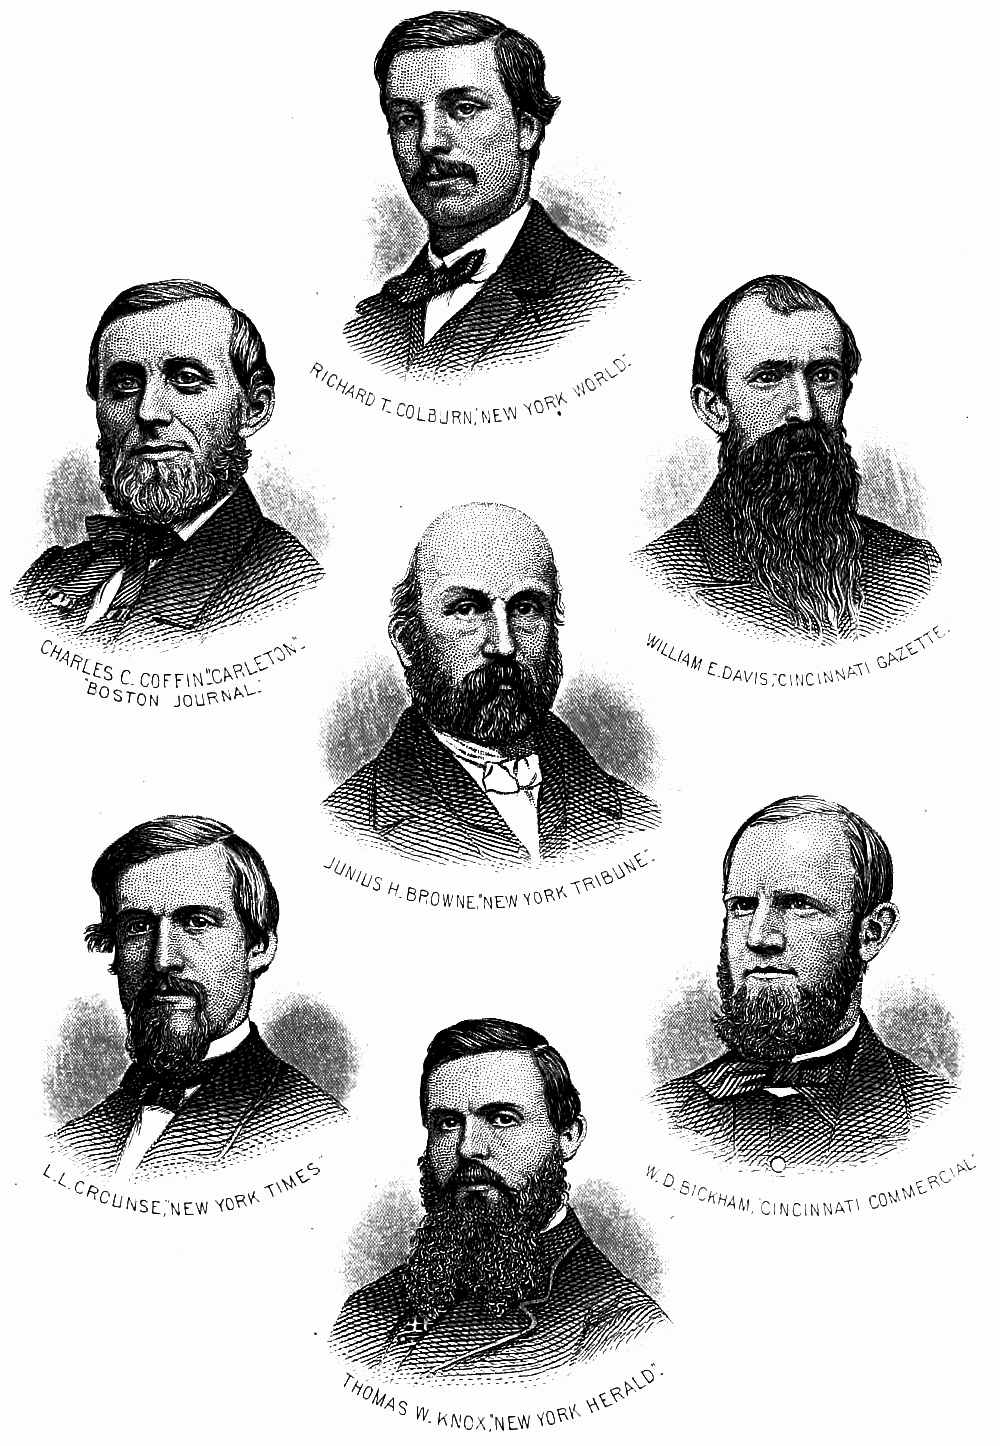 RICHARD T. COLBURN, "NEW YORK WORLD."
CHARLES C. COFFIN "CARLETON"
"BOSTON JOURNAL."
WILLIAM E. DAVIS, "CINCINNATI GAZETTE.
JUNIUS H. BROWNE, "NEW YORK TRIBUNE".
L. L. CROUNSE, "NEW YORK TIMES"
W. D. BICKHAM, "CINCINNATI COMMERCIAL"
THOMAS W. KNOX, "NEW YORK HERALD".